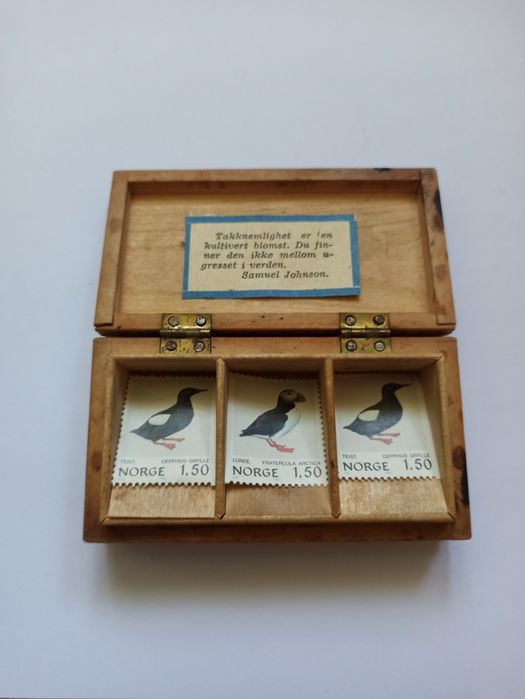 Takknemlighet er en
kultivert blomst. Du fin-
ner den ikke mellom u-
gresset i verden.
Samuel Johnson.
TEIST CEPPHUS GRYLLE
NORGE 1,50
LUNDE FRATERCULA ARCTICA
NORGE 1,50
TEIST CEPPHUS GRYLLE
NORGE 1,50